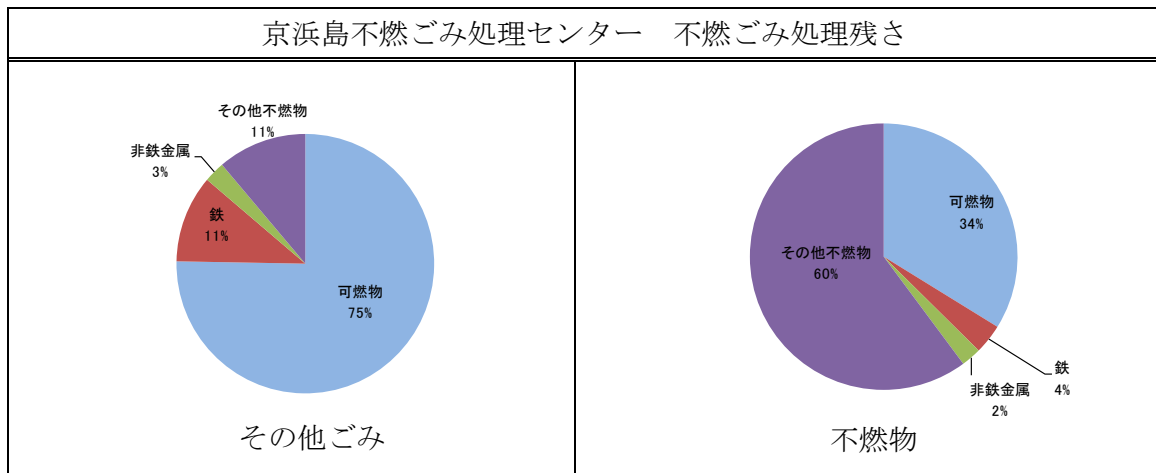 京浜島不燃ごみ処理センター　不燃ごみ処理残さ
その他不燃物
11%
非鉄金属
3%
鉄
11%
可燃物
75%
その他ごみ
可燃物
34%
その他不燃物
60%
鉄
4%
非鉄金属
2%
不燃物